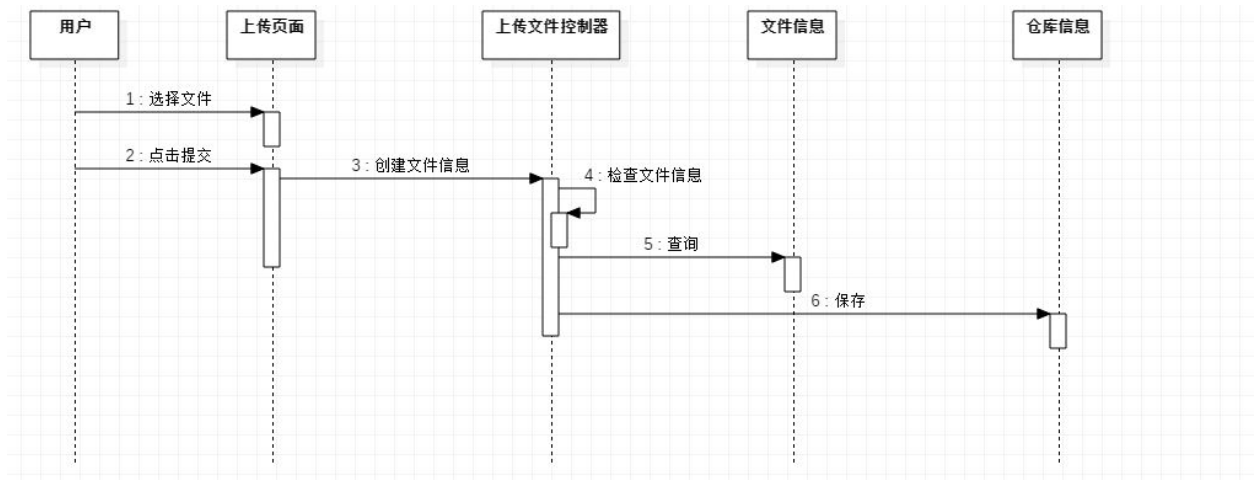 用户
上传页面
上传文件控制器
文件信息
仓库信息
1 : 选择文件
2 : 点击提交
3 : 创建文件信息
4 : 检查文件信息
5 : 查询
6 : 保存